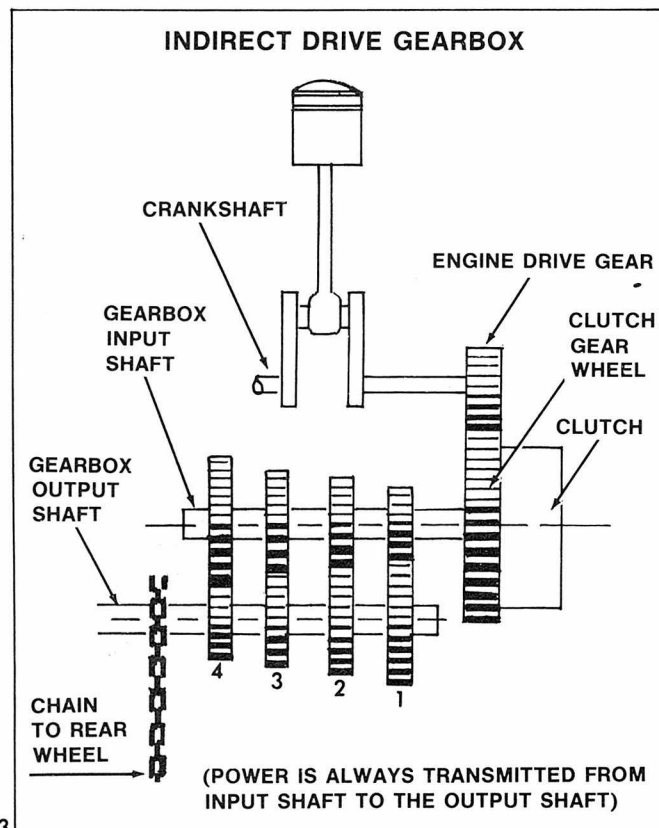 INDIRECT DRIVE GEARBOX
CRANKSHAFT
ENGINE DRIVE GEAR
GEARBOX
INPUT
SHAFT
CLUTCH
GEAR
WHEEL
CLUTCH
GEARBOX
OUTPUT
SHAFT
4
3
2
1
CHAIN
TO REAR
WHEEL
(POWER IS ALWAYS TRANSMITTED FROM
INPUT SHAFT TO THE OUTPUT SHAFT)